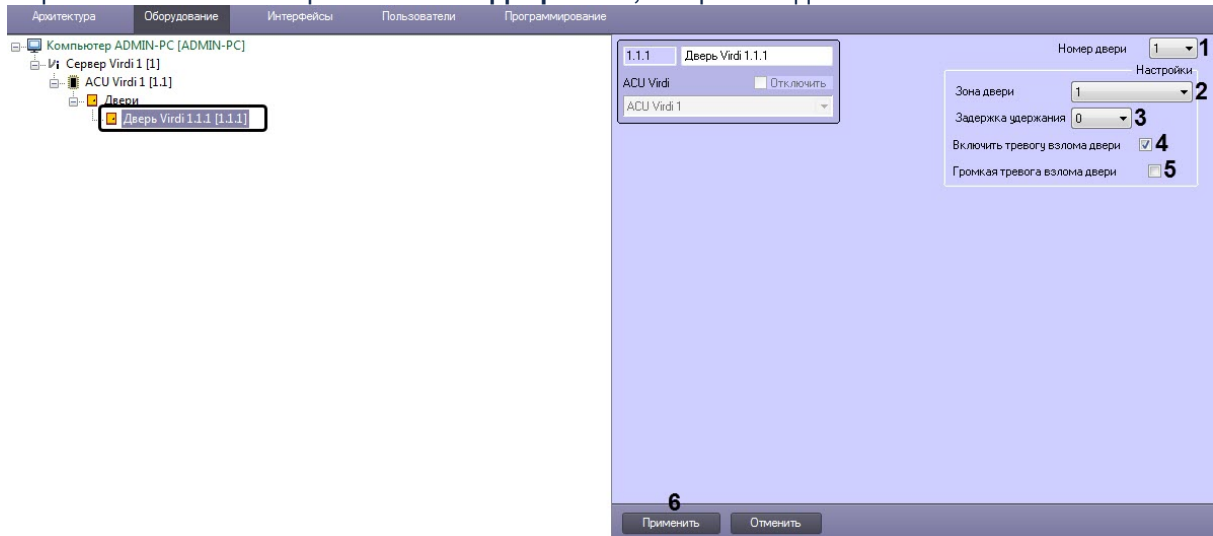 Архитектура Оборудование Интерфейсы Пользователи Программирование
Компьютер ADMIN-PC [ADMIN-PC]
Сервер Virdi 1 [1]
ACU Virdi 1 [1.1]
Двери
Дверь Virdi 1.1.1 [1.1.1]
1.1.1 Дверь Virdi 1.1.1
ACU Virdi Отключить
ACU Virdi 1
Номер двери 1 1
Настройки
Зона двери 1 2
Задержка удержания 0 3
Включить тревогу взлома двери 4
Громкая тревога взлома двери 5
6
Применить Отменить